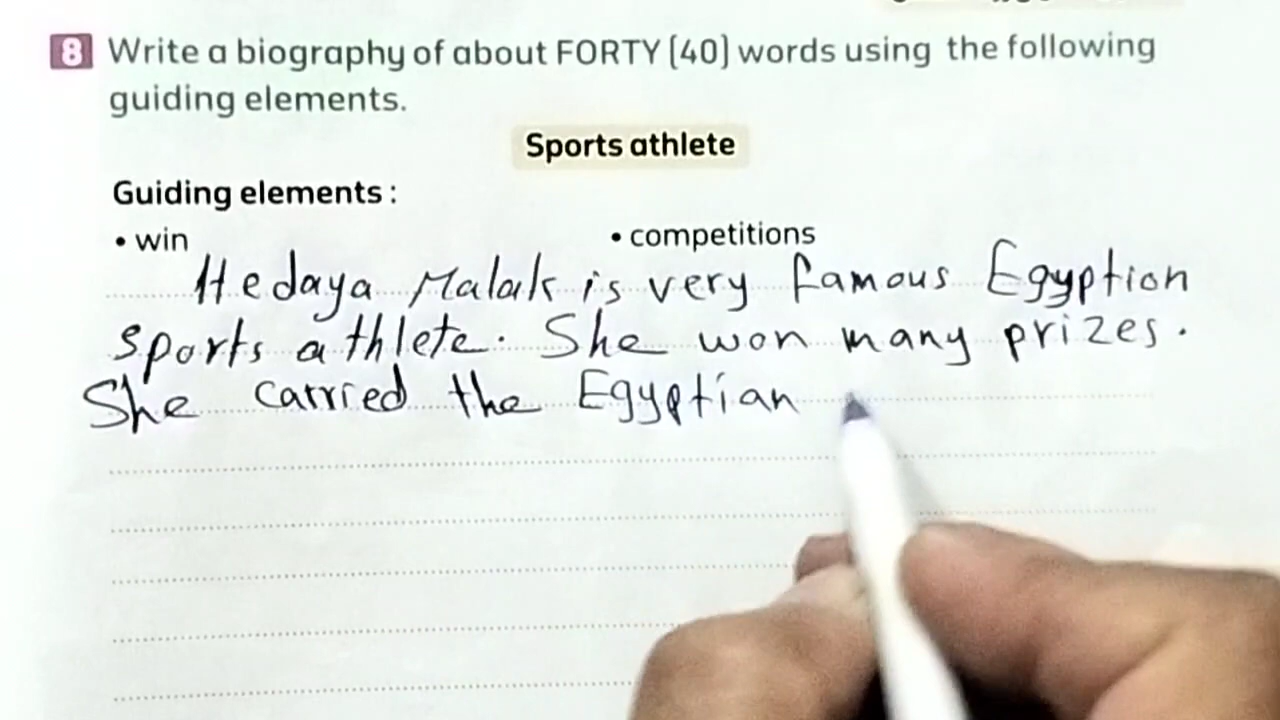 8 Write a biography of about FORTY (40) words using the following
guiding elements.
Sports athlete
Guiding elements :
• win • competitions
Hedaya Malak is very famous Egyption
sports athlete. She won many prizes.
She carried the Egyptian